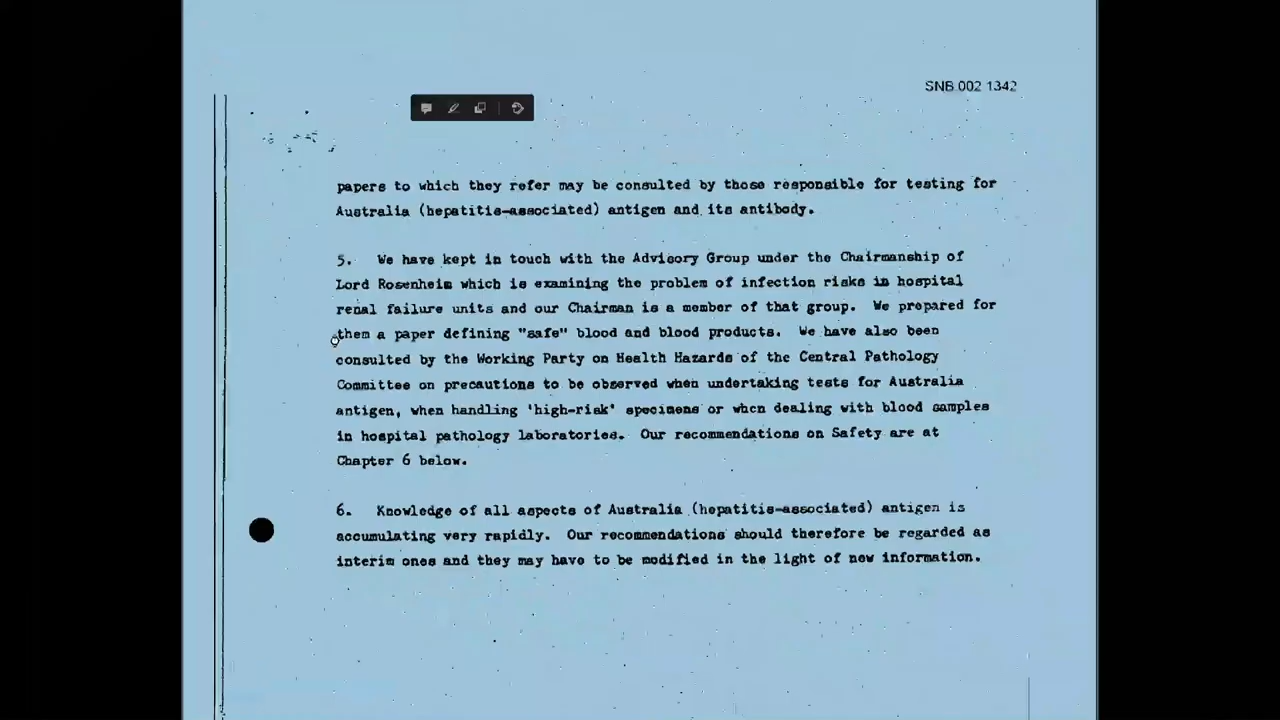 SNB 002 1342
papers to which they refer may be consulted by those responsible for testing for
Australia (hepatitis-associated) antigen and its antibody.
5. We have kept in touch with the Advisory Group under the Chairmanship of
Lord Rosenheim which is examining the problem of infection risks in hospital
renal failure units and our Chairman is a member of that group. We prepared for
them a paper defining "safe" blood and blood products. We have also been
consulted by the Working Party on Health Hazards of the Central Pathology
Committee on precautions to be observed when undertaking tests for Australia
antigen, when handling 'high-risk' specimens or when dealing with blood samples
in hospital pathology laboratories. Our recommendations on Safety are at
Chapter 6 below.
6. Knowledge of all aspects of Australia (hepatitis-associated) antigen is
accumulating very rapidly. Our recommendations should therefore be regarded as
interim ones and they may have to be modified in the light of new information.